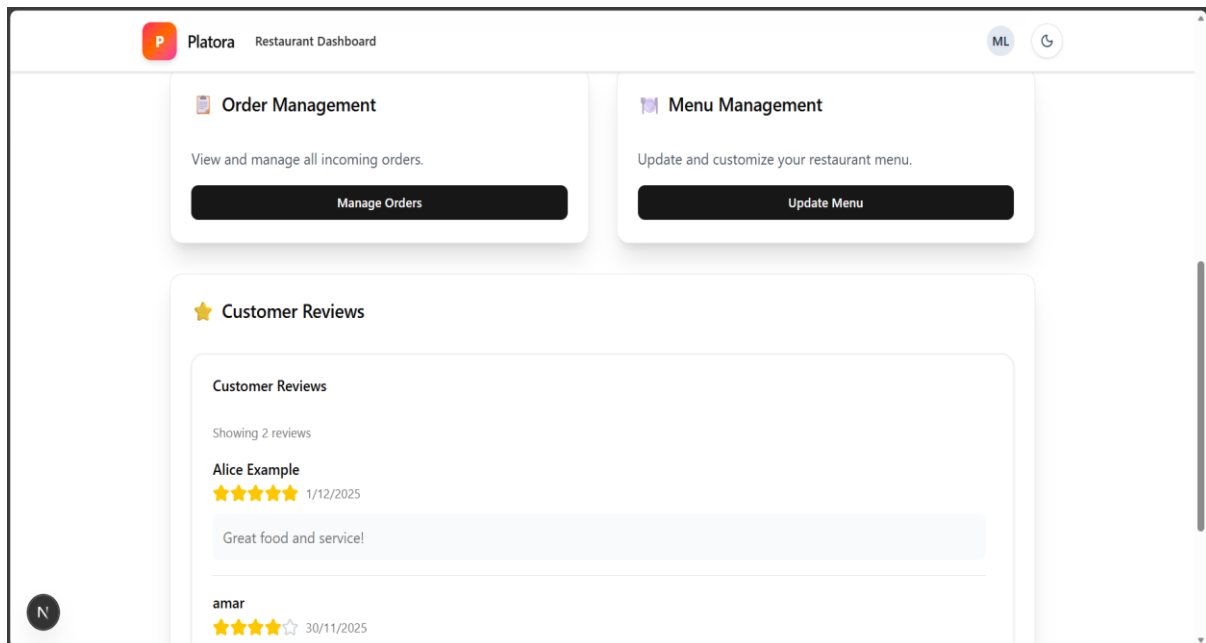 P Platora Restaurant Dashboard ML
Order Management
View and manage all incoming orders.
Manage Orders
Menu Management
Update and customize your restaurant menu.
Update Menu
Customer Reviews
Customer Reviews
Showing 2 reviews
Alice Example
1/12/2025
Great food and service!
amar
30/11/2025
N